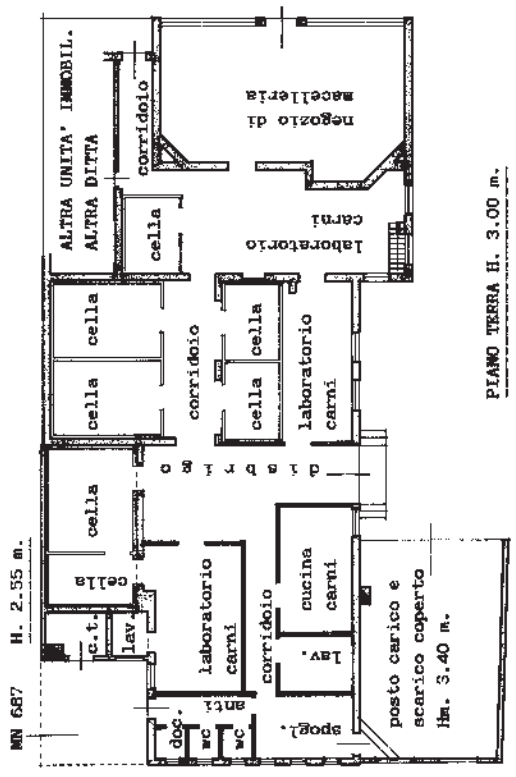 MN 687
H. 2.55 m.
ALTRA UNITA' IMMOBIL.
ALTRA DITTA
corridoio
negozio di
macelleria
cella
laboratorio
carni
cella
cella
corridoio
cella
cella
laboratorio
carni
disbrigo
cella
cella
c.t.
lav.
laboratorio
carni
corridoio
cucina
carni
lav.
anti
doc.
wc
wc
spogl.
posto carico e
scarico coperto
Hm. 3.40 m.
PIANO TERRA H. 3.00 m.